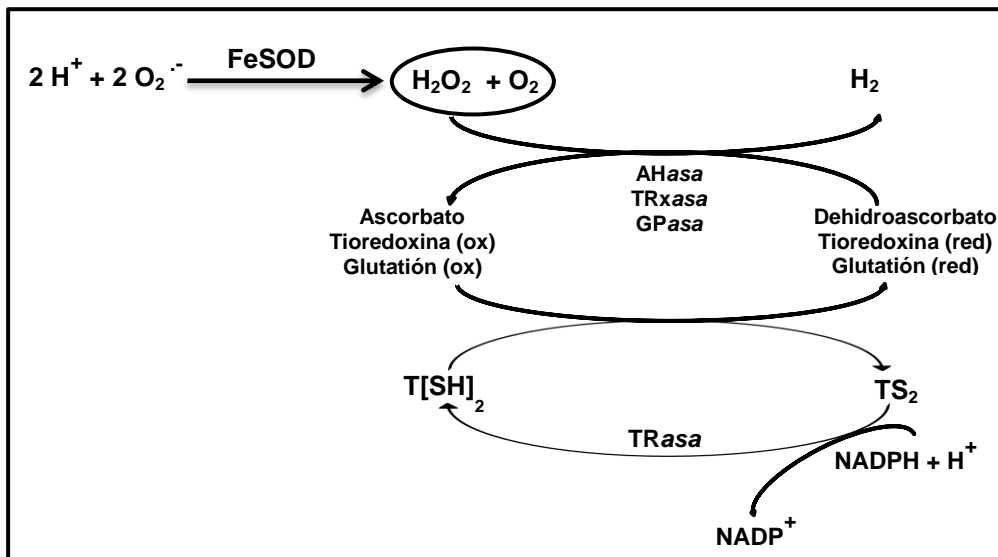 FeSOD
2 H⁺ + 2 O₂ ·⁻
H₂O₂ + O₂
H₂
AHasa
TRxasa
GPasa
Ascorbato
Tioredoxina (ox)
Glutatión (ox)
Dehidroascorbato
Tioredoxina (red)
Glutatión (red)
T[SH]₂
TS₂
TRasa
NADPH + H⁺
NADP⁺